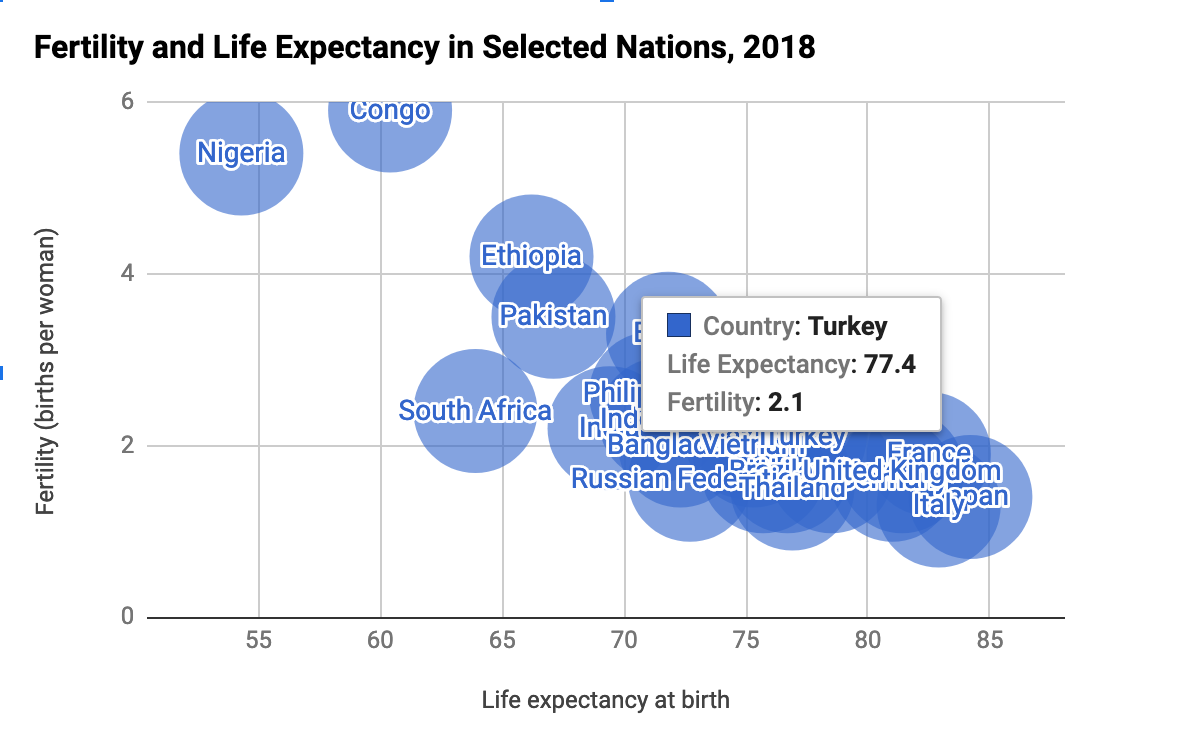 Fertility and Life Expectancy in Selected Nations, 2018
6
Congo
Nigeria
Ethiopia
4
Pakistan
Country: Turkey
Life Expectancy: 77.4
Fertility: 2.1
South Africa
2
Turkey
France
United Kingdom
Russian
Thailand
Italy
0
55 60 65 70 75 80 85
Life expectancy at birth
Fertility (births per woman)